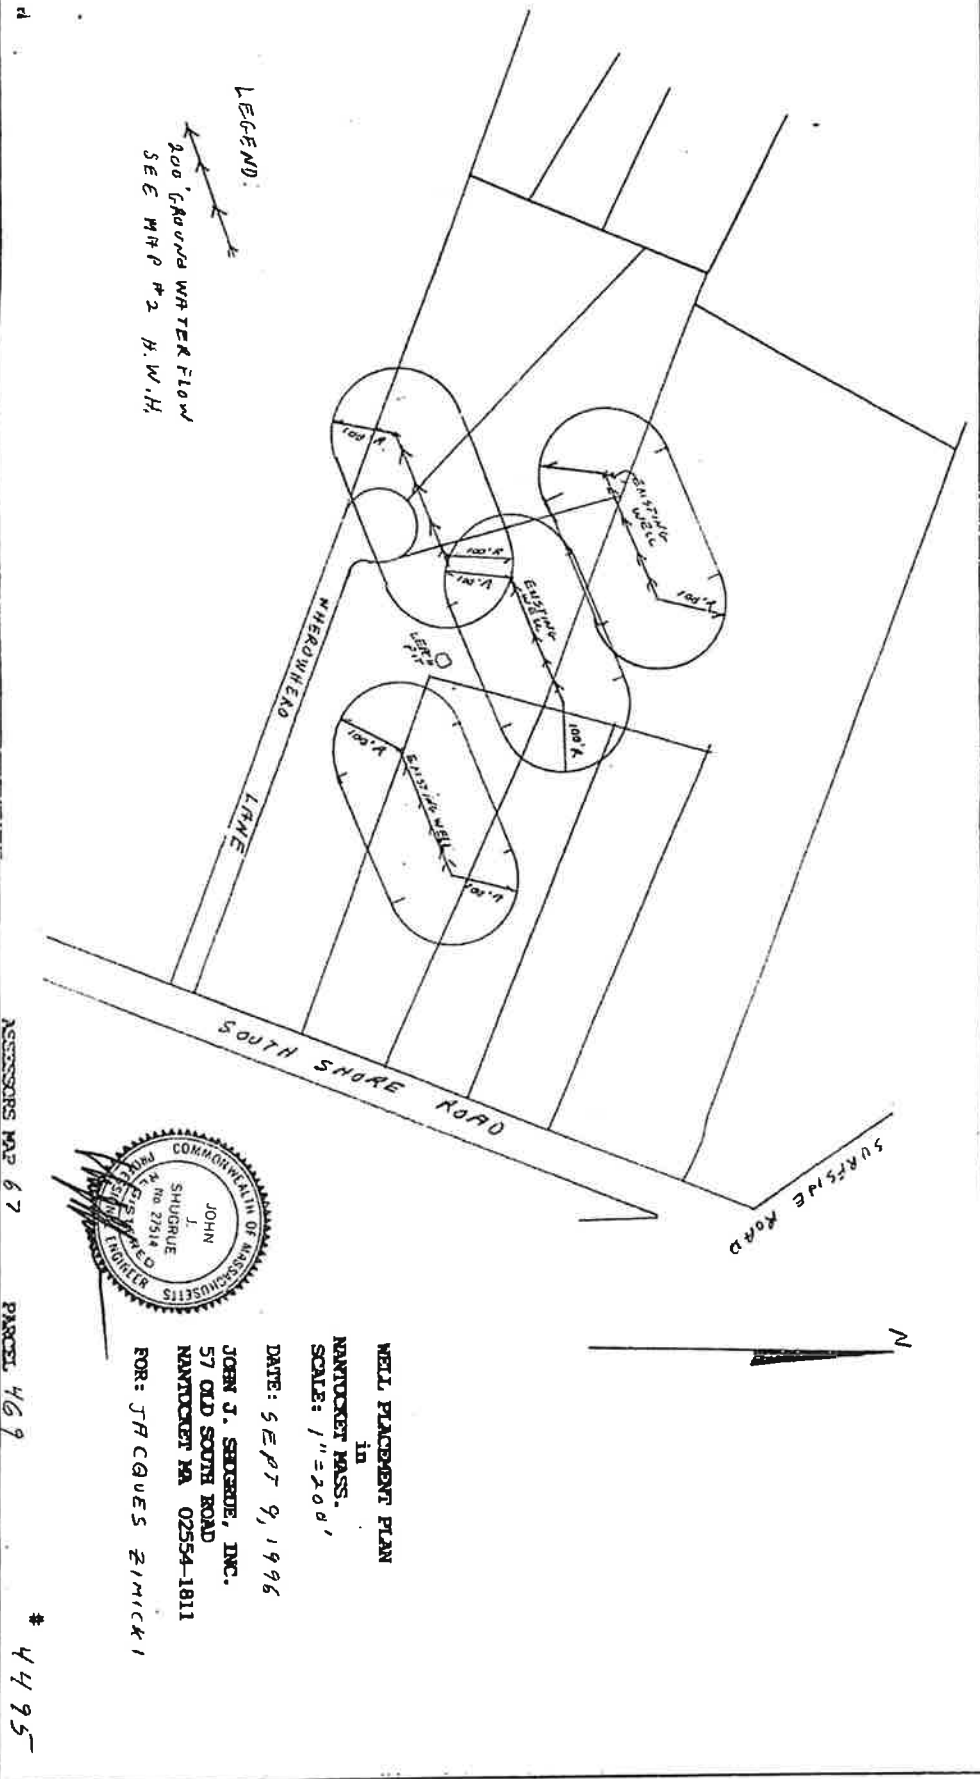 LEGEND:
200' GROUND WATER FLOW
SEE MAP #2 H.W.H.
100' R.
100' R
100' R
EXISTING
WELL
100' R
EXISTING
WELL
100' R
LEACH
PIT
100' R
EXISTING WELL
100' R
NHEROWHERO LANE
SOUTH SHORE ROAD
SURFSIDE ROAD
N
COMMONWEALTH OF MASSACHUSETTS
JOHN
J.
SHUGRUE
No. 27514
REGISTERED
PROFESSIONAL ENGINEER
WELL PLACEMENT PLAN
in
NANTUCKET MASS.
SCALE: 1"=200'
DATE: SEPT 9, 1996
JOHN J. SHUGRUE, INC.
57 OLD SOUTH ROAD
NANTUCKET MA 02554-1811
FOR: JACQUES ZIMICKI
ASSESSORS MAP 67 PARCEL 469
# 4495